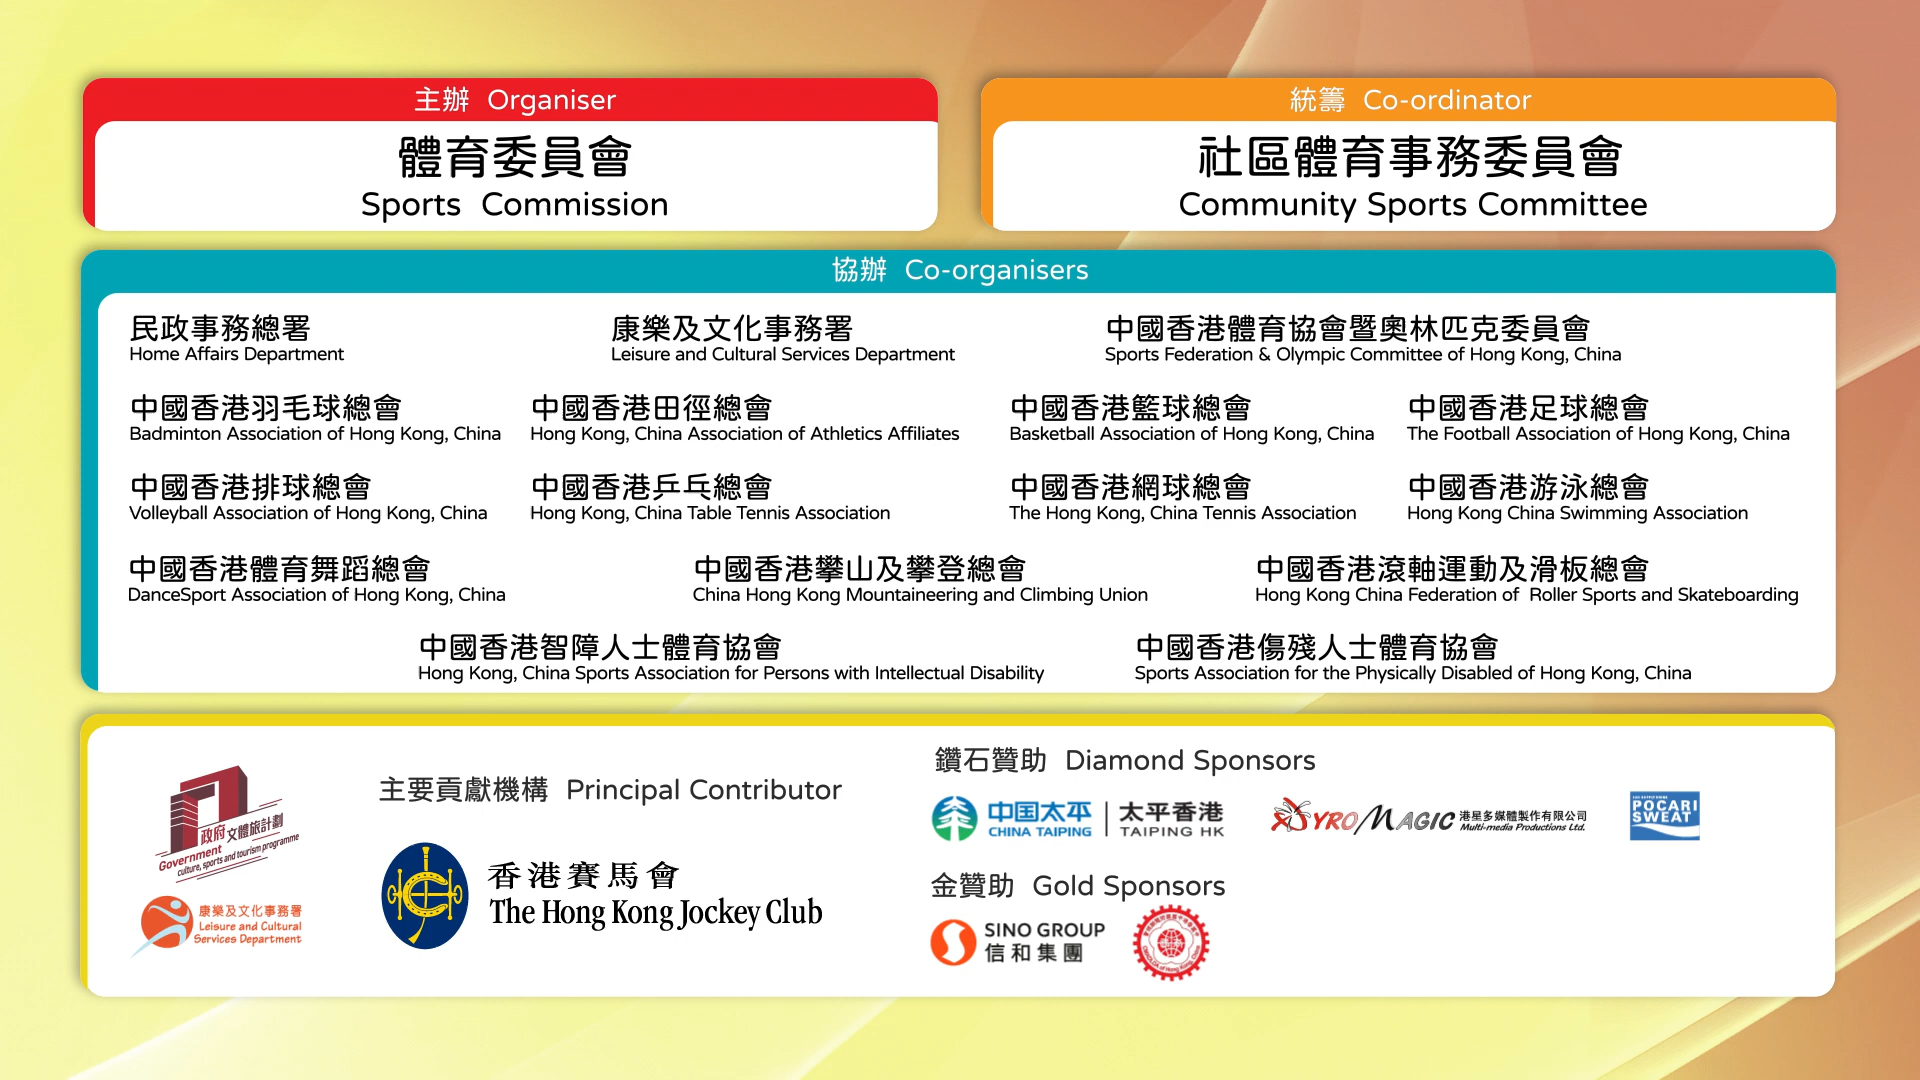 主辦 Organiser
體育委員會
Sports Commission
統籌 Co-ordinator
社區體育事務委員會
Community Sports Committee
協辦 Co-organisers
民政事務總署
Home Affairs Department
康樂及文化事務署
Leisure and Cultural Services Department
中國香港體育協會暨奧林匹克委員會
Sports Federation & Olympic Committee of Hong Kong, China
中國香港羽毛球總會
Badminton Association of Hong Kong, China
中國香港田徑總會
Hong Kong, China Association of Athletics Affiliates
中國香港籃球總會
Basketball Association of Hong Kong, China
中國香港足球總會
The Football Association of Hong Kong, China
中國香港排球總會
Volleyball Association of Hong Kong, China
中國香港乒乓總會
Hong Kong, China Table Tennis Association
中國香港網球總會
The Hong Kong, China Tennis Association
中國香港游泳總會
Hong Kong China Swimming Association
中國香港體育舞蹈總會
DanceSport Association of Hong Kong, China
中國香港攀山及攀登總會
China Hong Kong Mountaineering and Climbing Union
中國香港滾軸運動及滑板總會
Hong Kong China Federation of Roller Sports and Skateboarding
中國香港智障人士體育協會
Hong Kong, China Sports Association for Persons with Intellectual Disability
中國香港傷殘人士體育協會
Sports Association for the Physically Disabled of Hong Kong, China
政府文體旅計劃
Government
culture, sports and tourism programme
康樂及文化事務署
Leisure and Cultural
Services Department
主要貢獻機構 Principal Contributor
香港賽馬會
The Hong Kong Jockey Club
鑽石贊助 Diamond Sponsors
中国太平
CHINA TAIPING
太平香港
TAIPING HK
PYRO MAGIC
港星多媒體製作有限公司
Multi-media Productions Ltd.
POCARI
SWEAT
金贊助 Gold Sponsors
SINO GROUP
信和集團